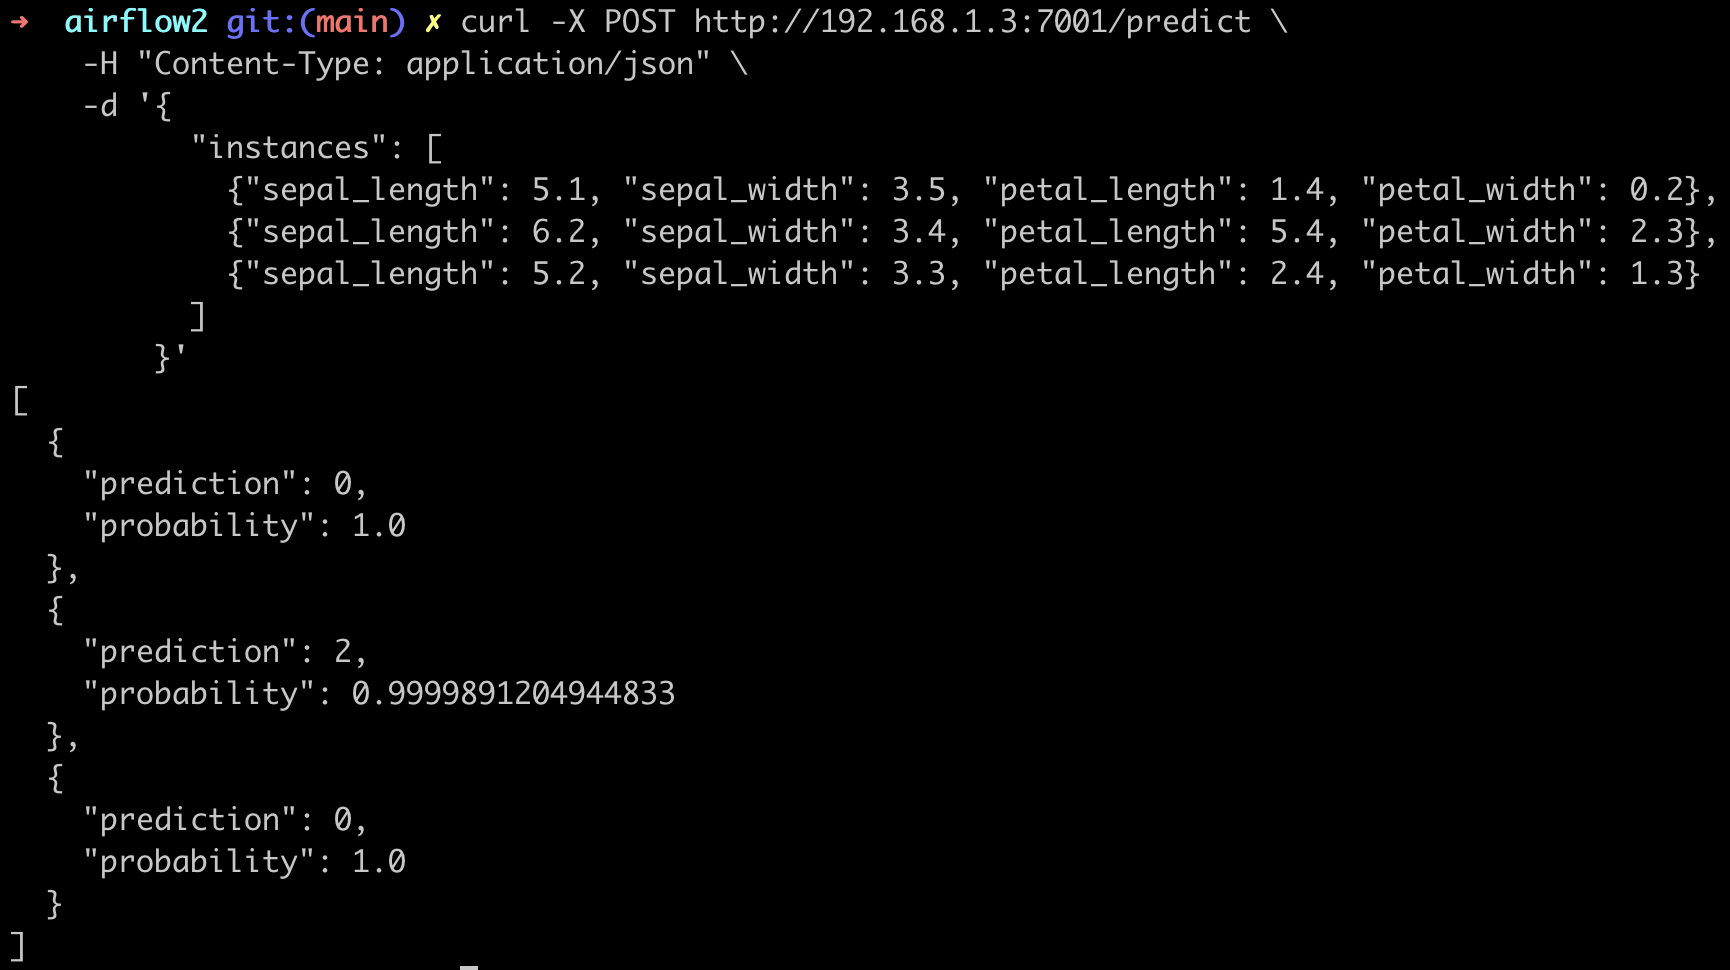 ➜  airflow2 git:(main) ✗ curl -X POST http://192.168.1.3:7001/predict \
    -H "Content-Type: application/json" \
    -d '{
          "instances": [
            {"sepal_length": 5.1, "sepal_width": 3.5, "petal_length": 1.4, "petal_width": 0.2},
            {"sepal_length": 6.2, "sepal_width": 3.4, "petal_length": 5.4, "petal_width": 2.3},
            {"sepal_length": 5.2, "sepal_width": 3.3, "petal_length": 2.4, "petal_width": 1.3}
          ]
        }'
[
  {
    "prediction": 0,
    "probability": 1.0
  },
  {
    "prediction": 2,
    "probability": 0.9999891204944833
  },
  {
    "prediction": 0,
    "probability": 1.0
  }
]